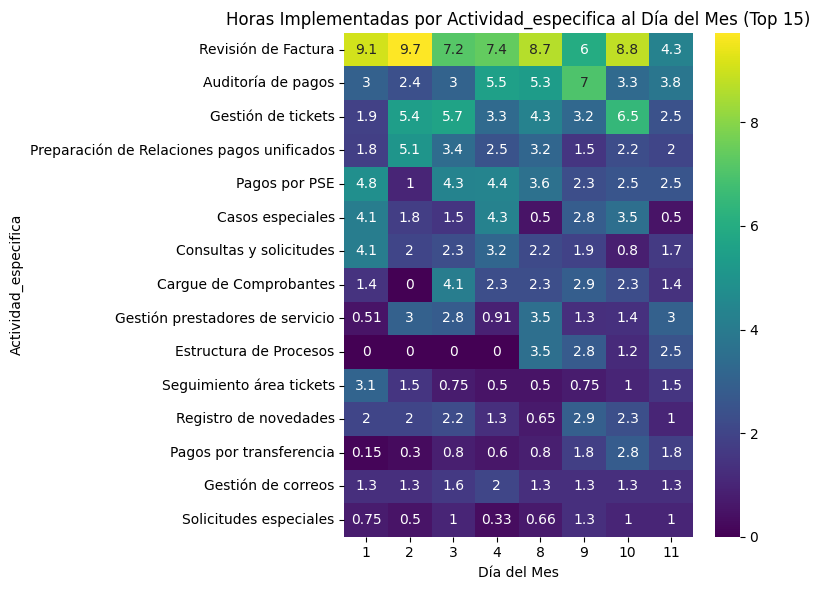 Horas Implementadas por Actividad_especifica al Día del Mes (Top 15)
Actividad_especifica
Revisión de Factura 9.1 9.7 7.2 7.4 8.7 6 8.8 4.3
Auditoría de pagos 3 2.4 3 5.5 5.3 7 3.3 3.8
Gestión de tickets 1.9 5.4 5.7 3.3 4.3 3.2 6.5 2.5
Preparación de Relaciones pagos unificados 1.8 5.1 3.4 2.5 3.2 1.5 2.2 2
Pagos por PSE 4.8 1 4.3 4.4 3.6 2.3 2.5 2.5
Casos especiales 4.1 1.8 1.5 4.3 0.5 2.8 3.5 0.5
Consultas y solicitudes 4.1 2 2.3 3.2 2.2 1.9 0.8 1.7
Cargue de Comprobantes 1.4 0 4.1 2.3 2.3 2.9 2.3 1.4
Gestión prestadores de servicio 0.51 3 2.8 0.91 3.5 1.3 1.4 3
Estructura de Procesos 0 0 0 0 3.5 2.8 1.2 2.5
Seguimiento área tickets 3.1 1.5 0.75 0.5 0.5 0.75 1 1.5
Registro de novedades 2 2 2.2 1.3 0.65 2.9 2.3 1
Pagos por transferencia 0.15 0.3 0.8 0.6 0.8 1.8 2.8 1.8
Gestión de correos 1.3 1.3 1.6 2 1.3 1.3 1.3 1.3
Solicitudes especiales 0.75 0.5 1 0.33 0.66 1.3 1 1
1 2 3 4 8 9 10 11
Día del Mes
8
6
4
2
0